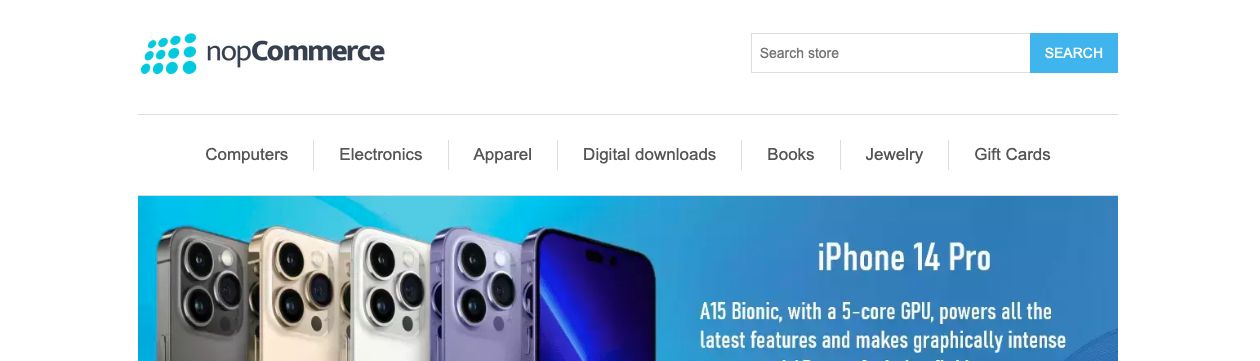 nopCommerce
Search store
SEARCH
Computers
Electronics
Apparel
Digital downloads
Books
Jewelry
Gift Cards
iPhone 14 Pro
A15 Bionic, with a 5-core GPU, powers all the
latest features and makes graphically intense